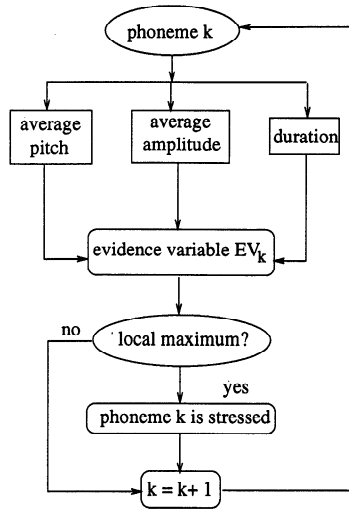 phoneme k
average
pitch
average
amplitude
duration
evidence variable EVk
no
local maximum?
yes
phoneme k is stressed
k = k+ 1